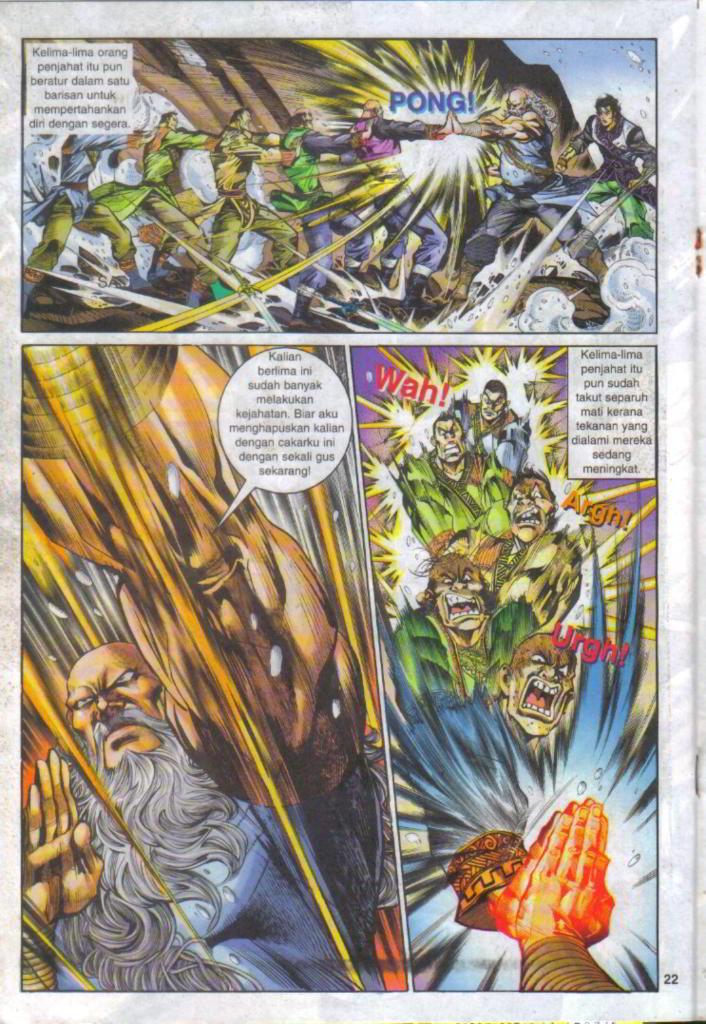 Kelima-lima orang
penjahat itu pun
beratur dalam satu
barisan untuk
mempertahankan
diri dengan segera.
PONG!
Kalian
berlima ini
sudah banyak
melakukan
kejahatan. Biar aku
menghapuskan kalian
dengan cakarku ini
dengan sekali gus
sekarang!
Wah!
Kelima-lima
penjahat itu
pun sudah
takut separuh
mati kerana
tekanan yang
dialami mereka
sedang
meningkat.
Argh!
Urgh!
22